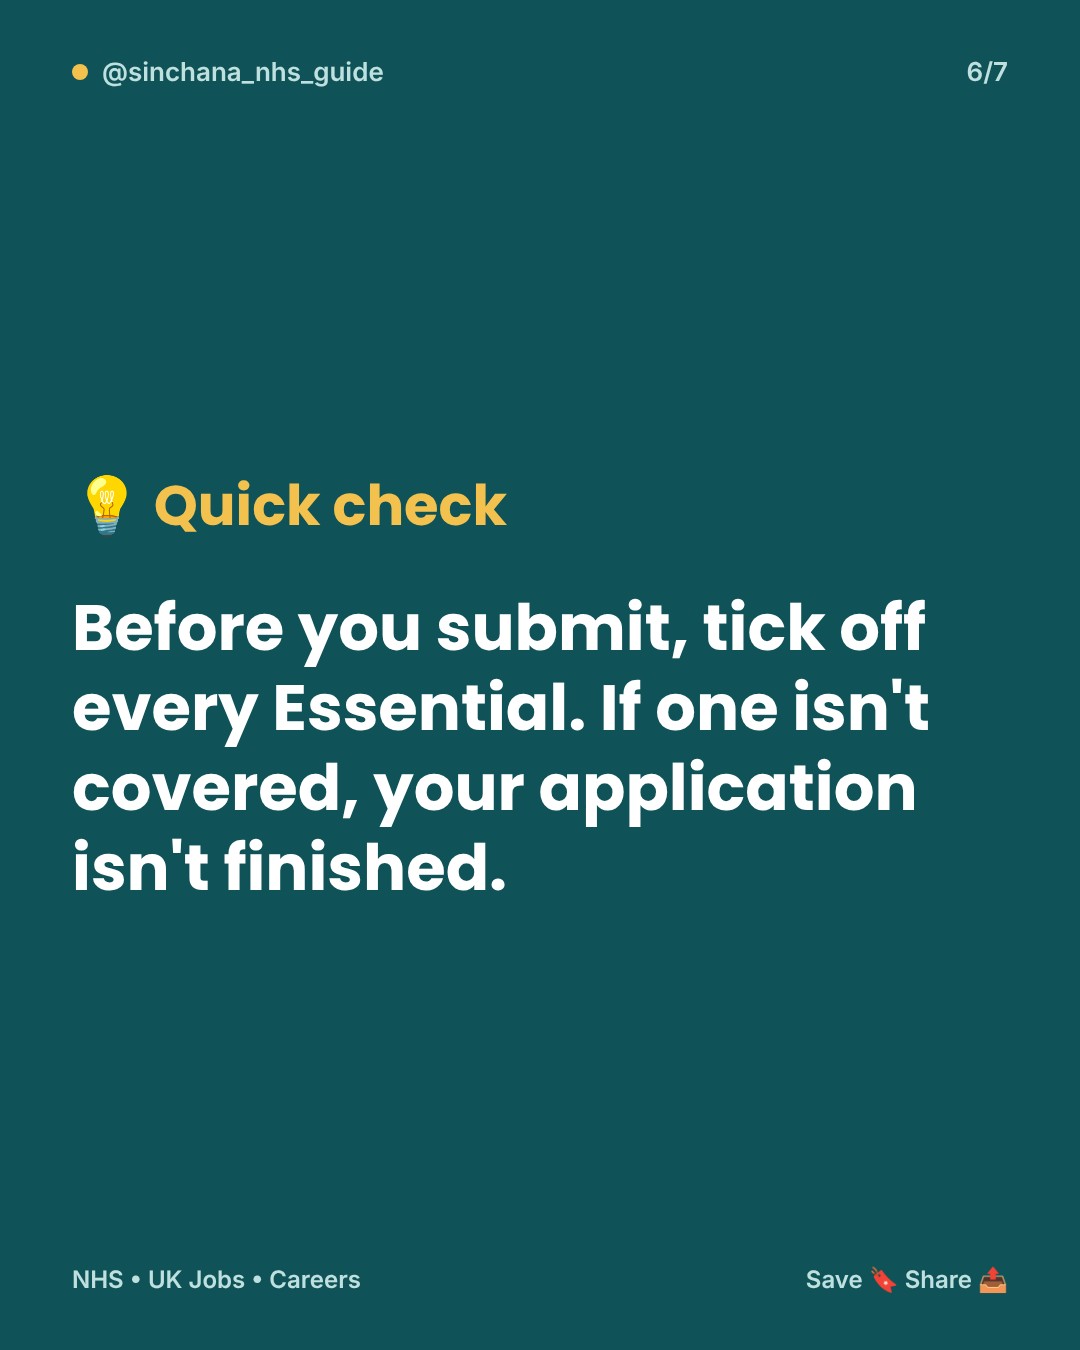 @sinchana_nhs_guide
6/7
💡 Quick check
Before you submit, tick off
every Essential. If one isn't
covered, your application
isn't finished.
NHS • UK Jobs • Careers
Save 🔖 Share 📤